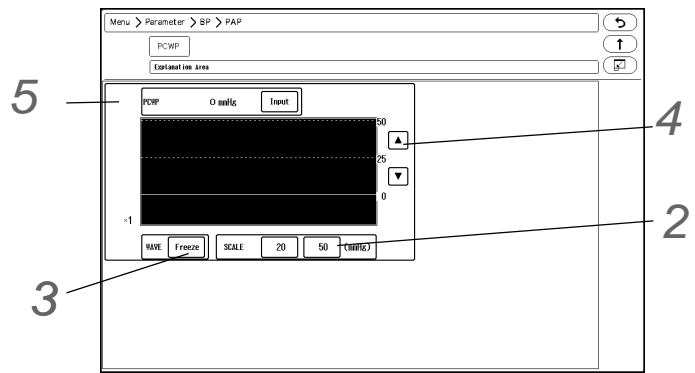 Menu > Parameter > BP > PAP
PCWP
Explanation Area
5
PCWP 0 mmHg Input
50
4
25
0
×1
2
WAVE Freeze SCALE 20 50 (mmHg)
3